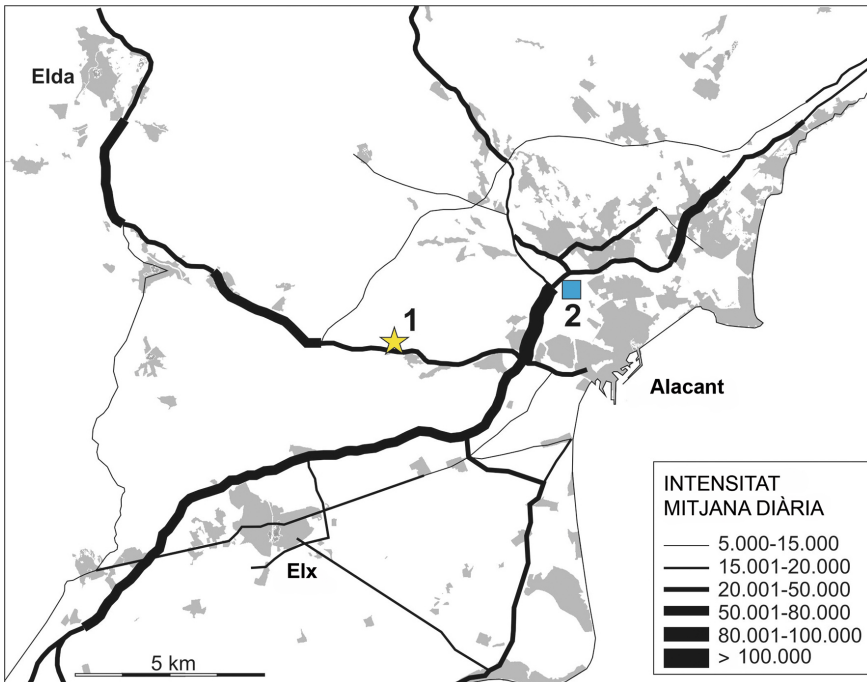 Elda
1
2
Alacant
Elx
5 km
INTENSITAT
MITJANA DIÀRIA
5.000-15.000
15.001-20.000
20.001-50.000
50.001-80.000
80.001-100.000
> 100.000